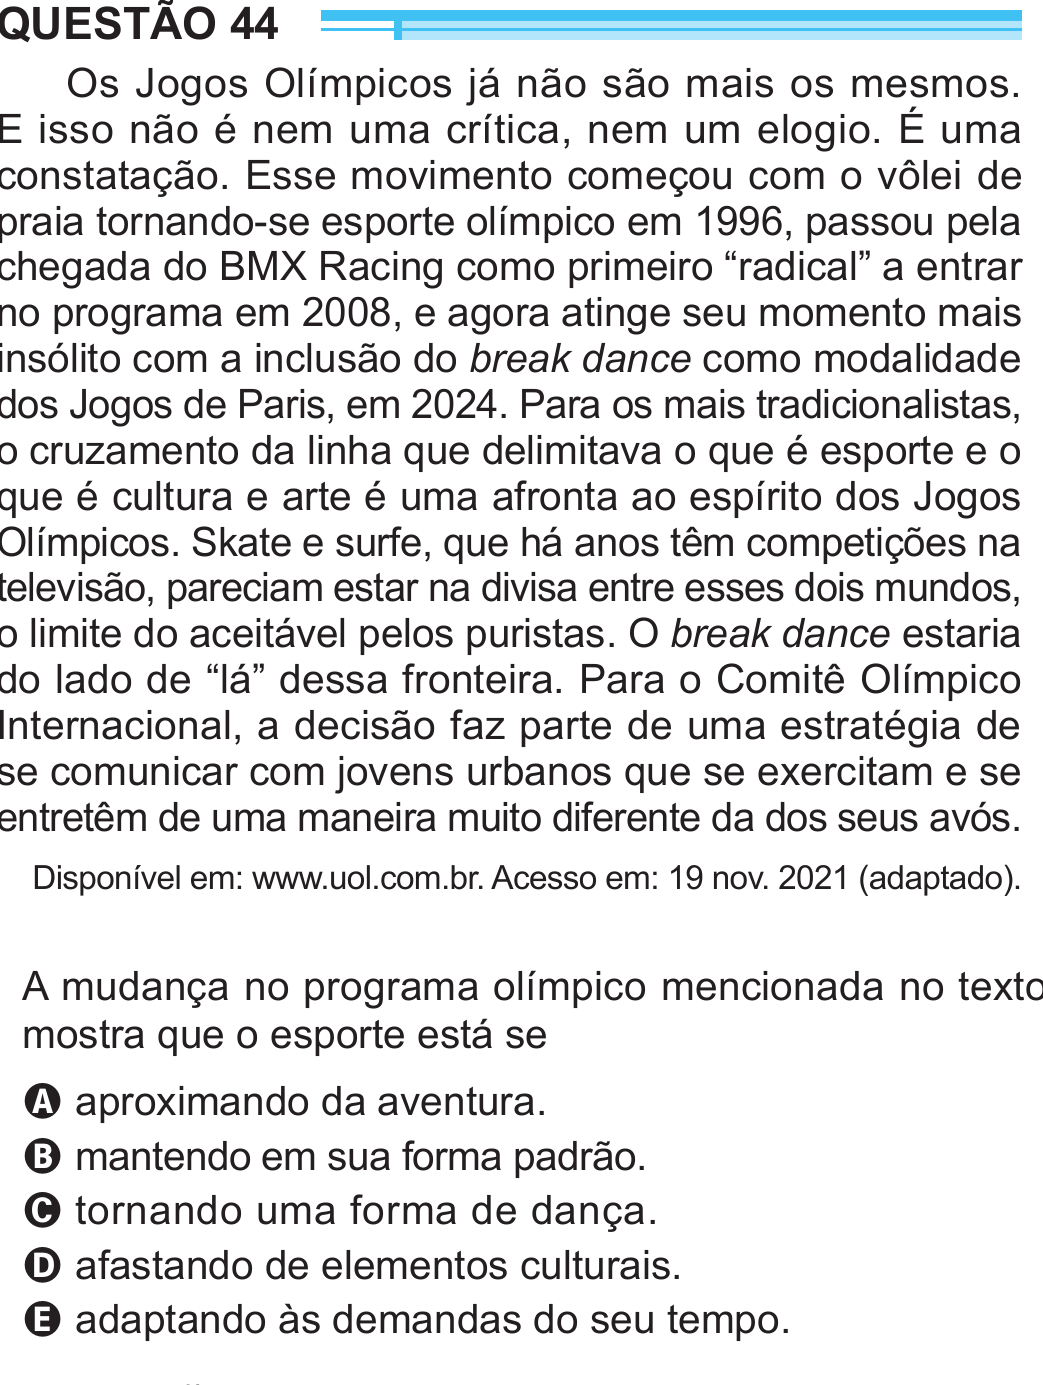 QUESTÃO 44
Os Jogos Olímpicos já não são mais os mesmos.
E isso não é nem uma crítica, nem um elogio. É uma
constatação. Esse movimento começou com o vôlei de
praia tornando-se esporte olímpico em 1996, passou pela
chegada do BMX Racing como primeiro “radical” a entrar
no programa em 2008, e agora atinge seu momento mais
insólito com a inclusão do break dance como modalidade
dos Jogos de Paris, em 2024. Para os mais tradicionalistas,
o cruzamento da linha que delimitava o que é esporte e o
que é cultura e arte é uma afronta ao espírito dos Jogos
Olímpicos. Skate e surfe, que há anos têm competições na
televisão, pareciam estar na divisa entre esses dois mundos,
o limite do aceitável pelos puristas. O break dance estaria
do lado de “lá” dessa fronteira. Para o Comitê Olímpico
Internacional, a decisão faz parte de uma estratégia de
se comunicar com jovens urbanos que se exercitam e se
entretêm de uma maneira muito diferente da dos seus avós.
Disponível em: www.uol.com.br. Acesso em: 19 nov. 2021 (adaptado).
A mudança no programa olímpico mencionada no texto
mostra que o esporte está se
A aproximando da aventura.
B mantendo em sua forma padrão.
C tornando uma forma de dança.
D afastando de elementos culturais.
E adaptando às demandas do seu tempo.